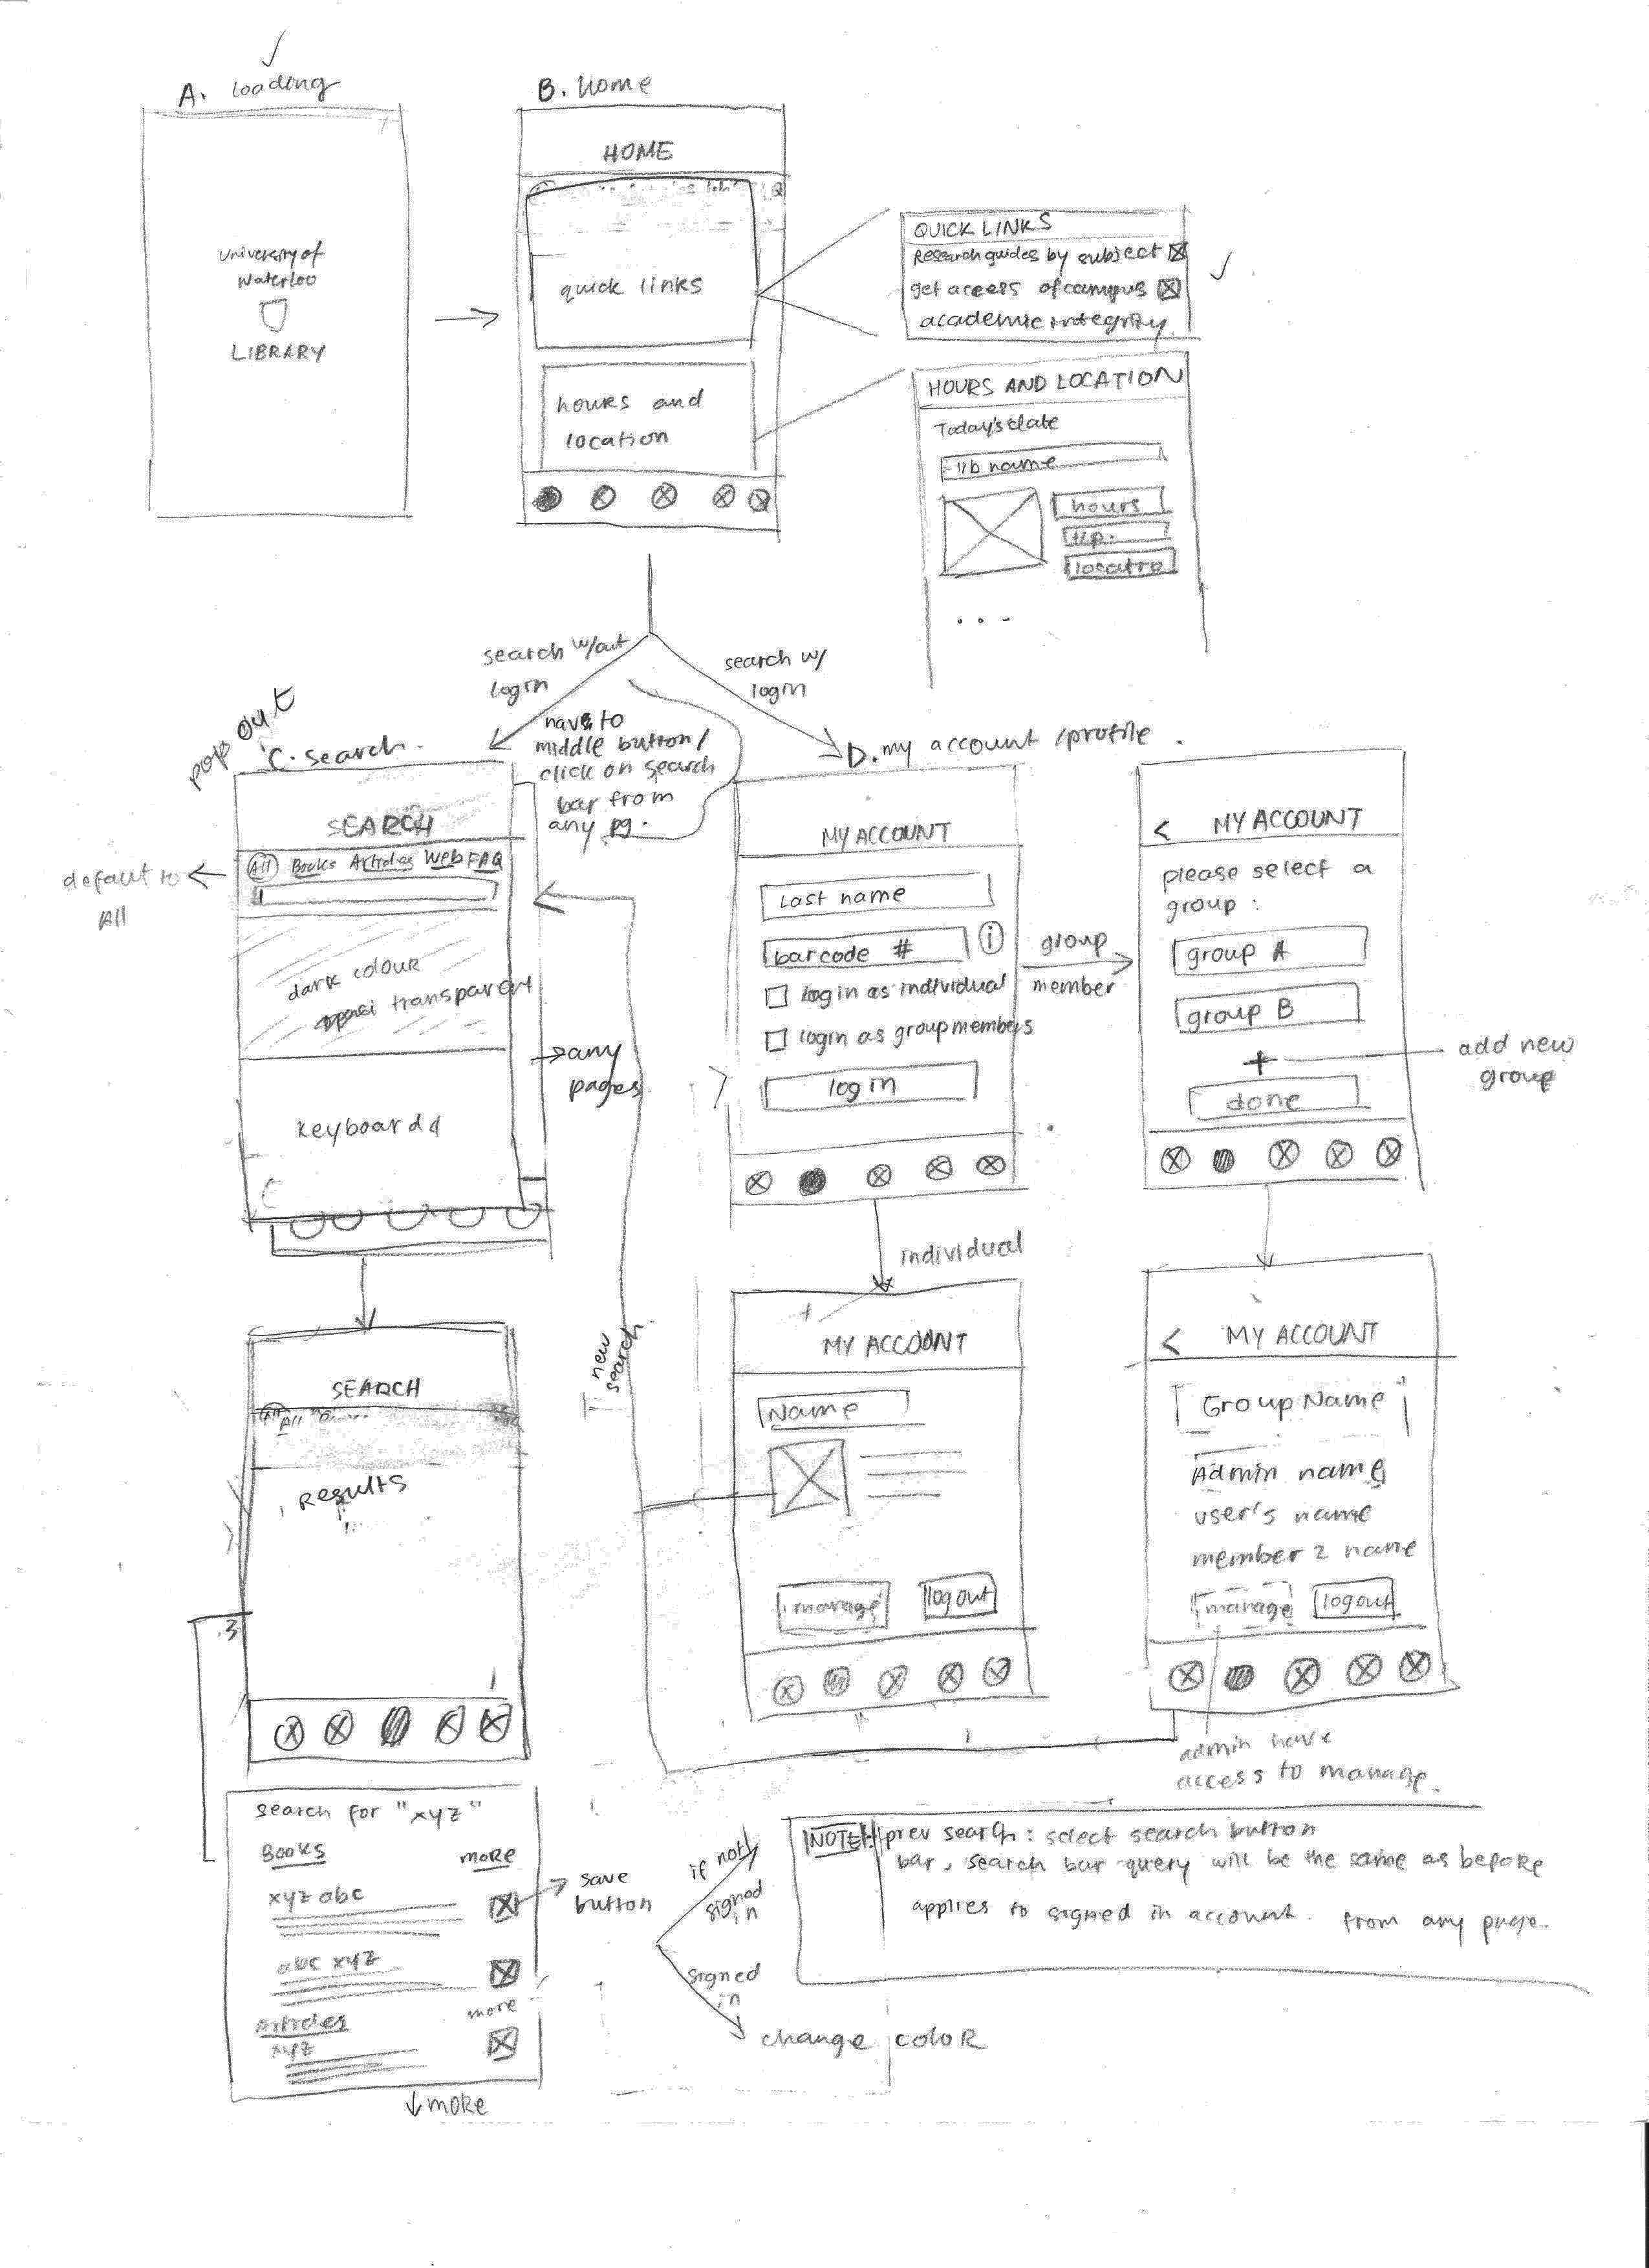 A. loading
University of
Waterloo
LIBRARY
B. Home
HOME
quick links
hours and
location
QUICK LINKS
Research guides by subject
get access of campus
academic integrity
HOURS AND LOCATION
Today's date
lib name
hours
search w/out
login
search w/
login
pop out
C. search.
have to
middle button/
click on search
bar from
any pg.
SEARCH
All Books Articles Web FAQ
defaut to
All
dark colour
transparent
any
pages
keyboard
D. my account /profile.
MY ACCOUNT
Last name
barcode # i
log in as individual
login as group members
log in
group
member
< MY ACCOUNT
please select a
group:
group A
group B
+
add new
group
done
individual
new
search
SEARCH
All
Results
MY ACCOUNT
Name
manage
logout
< MY ACCOUNT
Group Name
Admin name
user's name
member 2 name
manage
logout
admin have
access to manage.
search for "xyz"
Books more
xyz abc
abc xyz
more
Articles
xyz
↓ more
save
button
if not
signed
in
signed
in
change color
NOTE: prev search: select search button
bar, search bar query will be the same as before
applies to signed in account. from any page.